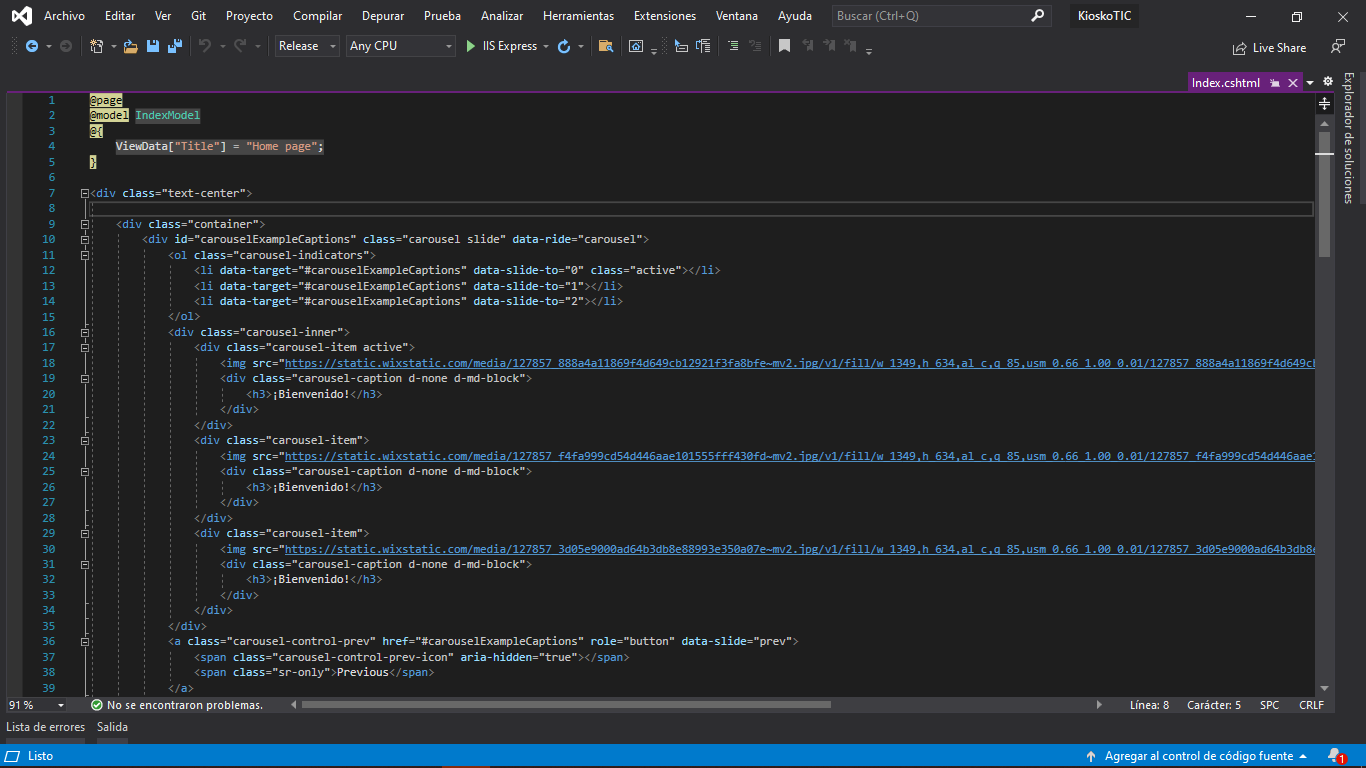 Archivo Editar Ver Git Proyecto Compilar Depurar Prueba Analizar Herramientas Extensiones Ventana Ayuda Buscar (Ctrl+Q) KioskoTIC
Release Any CPU IIS Express Live Share
Index.cshtml
Explorador de soluciones
1 @page
2 @model IndexModel
3 @{
4 ViewData["Title"] = "Home page";
5 }
6
7 <div class="text-center">
8
9 <div class="container">
10 <div id="carouselExampleCaptions" class="carousel slide" data-ride="carousel">
11 <ol class="carousel-indicators">
12 <li data-target="#carouselExampleCaptions" data-slide-to="0" class="active"></li>
13 <li data-target="#carouselExampleCaptions" data-slide-to="1"></li>
14 <li data-target="#carouselExampleCaptions" data-slide-to="2"></li>
15 </ol>
16 <div class="carousel-inner">
17 <div class="carousel-item active">
18 <img src="https://static.wixstatic.com/media/127857_888a4a11869f4d649cb12921f3fa8bfe~mv2.jpg/v1/fill/w_1349,h_634,al_c,q_85,usm_0.66_1.00_0.01/127857_888a4a11869f4d649cb
19 <div class="carousel-caption d-none d-md-block">
20 <h3>¡Bienvenido!</h3>
21 </div>
22 </div>
23 <div class="carousel-item">
24 <img src="https://static.wixstatic.com/media/127857_f4fa999cd54d446aae101555fff430fd~mv2.jpg/v1/fill/w_1349,h_634,al_c,q_85,usm_0.66_1.00_0.01/127857_f4fa999cd54d446aae1
25 <div class="carousel-caption d-none d-md-block">
26 <h3>¡Bienvenido!</h3>
27 </div>
28 </div>
29 <div class="carousel-item">
30 <img src="https://static.wixstatic.com/media/127857_3d05e9000ad64b3db8e88993e350a07e~mv2.jpg/v1/fill/w_1349,h_634,al_c,q_85,usm_0.66_1.00_0.01/127857_3d05e9000ad64b3db8e
31 <div class="carousel-caption d-none d-md-block">
32 <h3>¡Bienvenido!</h3>
33 </div>
34 </div>
35 </div>
36 <a class="carousel-control-prev" href="#carouselExampleCaptions" role="button" data-slide="prev">
37 <span class="carousel-control-prev-icon" aria-hidden="true"></span>
38 <span class="sr-only">Previous</span>
39 </a>
91 % No se encontraron problemas. Línea: 8 Carácter: 5 SPC CRLF
Lista de errores Salida
Listo Agregar al control de código fuente 1